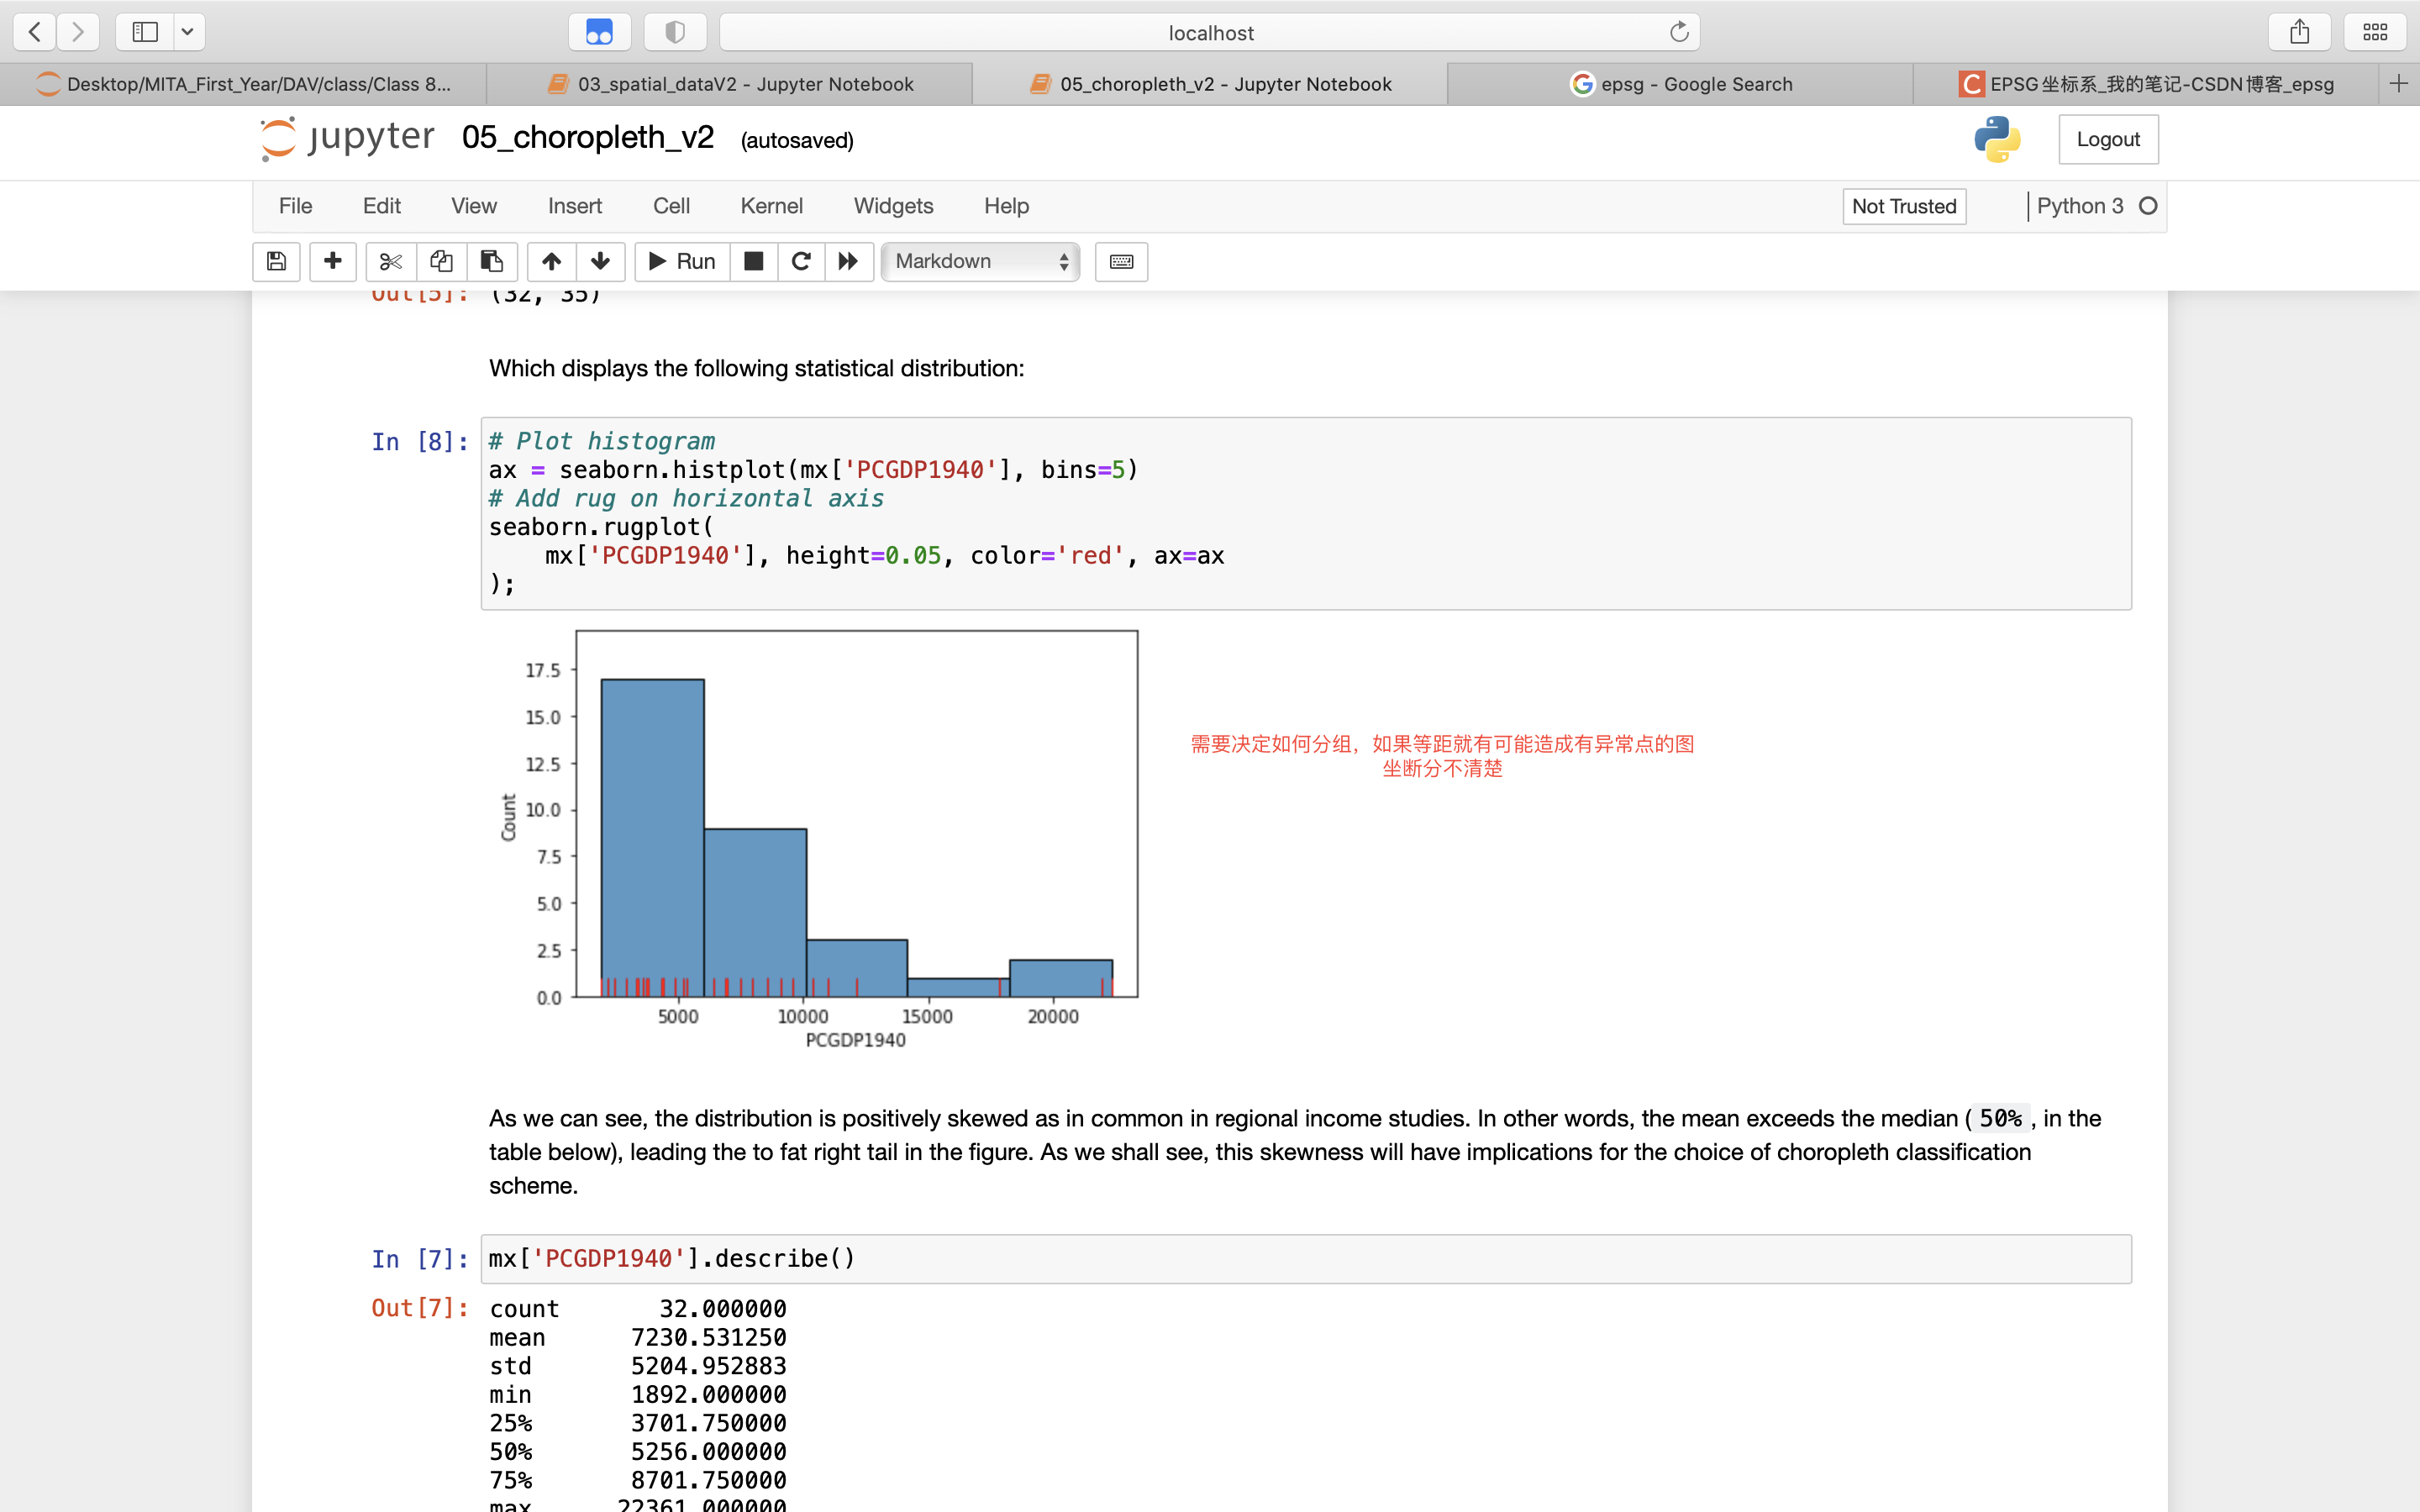 localhost
Desktop/MITA_First_Year/DAV/class/Class 8...
03_spatial_dataV2 - Jupyter Notebook
05_choropleth_v2 - Jupyter Notebook
epsg - Google Search
EPSG坐标系_我的笔记-CSDN博客_epsg
jupyter 05_choropleth_v2 (autosaved)
Logout
File Edit View Insert Cell Kernel Widgets Help
Not Trusted
Python 3
Run
Markdown
Out[5]: (32, 35)
Which displays the following statistical distribution:
In [8]: # Plot histogram
ax = seaborn.histplot(mx['PCGDP1940'], bins=5)
# Add rug on horizontal axis
seaborn.rugplot(
    mx['PCGDP1940'], height=0.05, color='red', ax=ax
);
17.5
15.0
12.5
10.0
7.5
5.0
2.5
0.0
Count
5000 10000 15000 20000
PCGDP1940
需要决定如何分组，如果等距就有可能造成有异常点的图
坐断分不清楚
As we can see, the distribution is positively skewed as in common in regional income studies. In other words, the mean exceeds the median ( 50% , in the
table below), leading the to fat right tail in the figure. As we shall see, this skewness will have implications for the choice of choropleth classification
scheme.
In [7]: mx['PCGDP1940'].describe()
Out[7]: count 32.000000
mean 7230.531250
std 5204.952883
min 1892.000000
25% 3701.750000
50% 5256.000000
75% 8701.750000
max 22361.000000